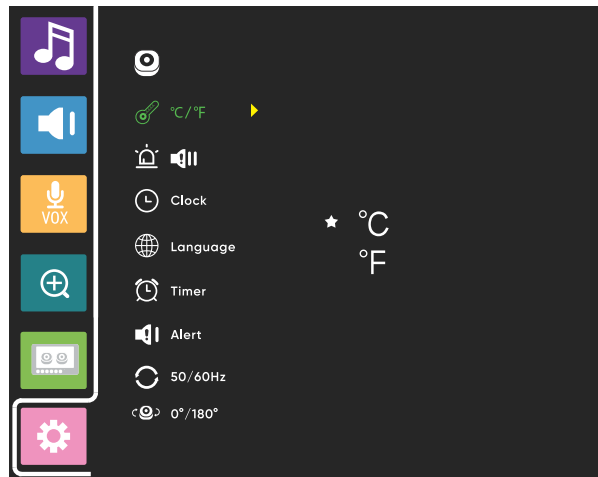 °C/°F
Clock
VOX
Language
°C
°F
Timer
Alert
50/60Hz
0°/180°